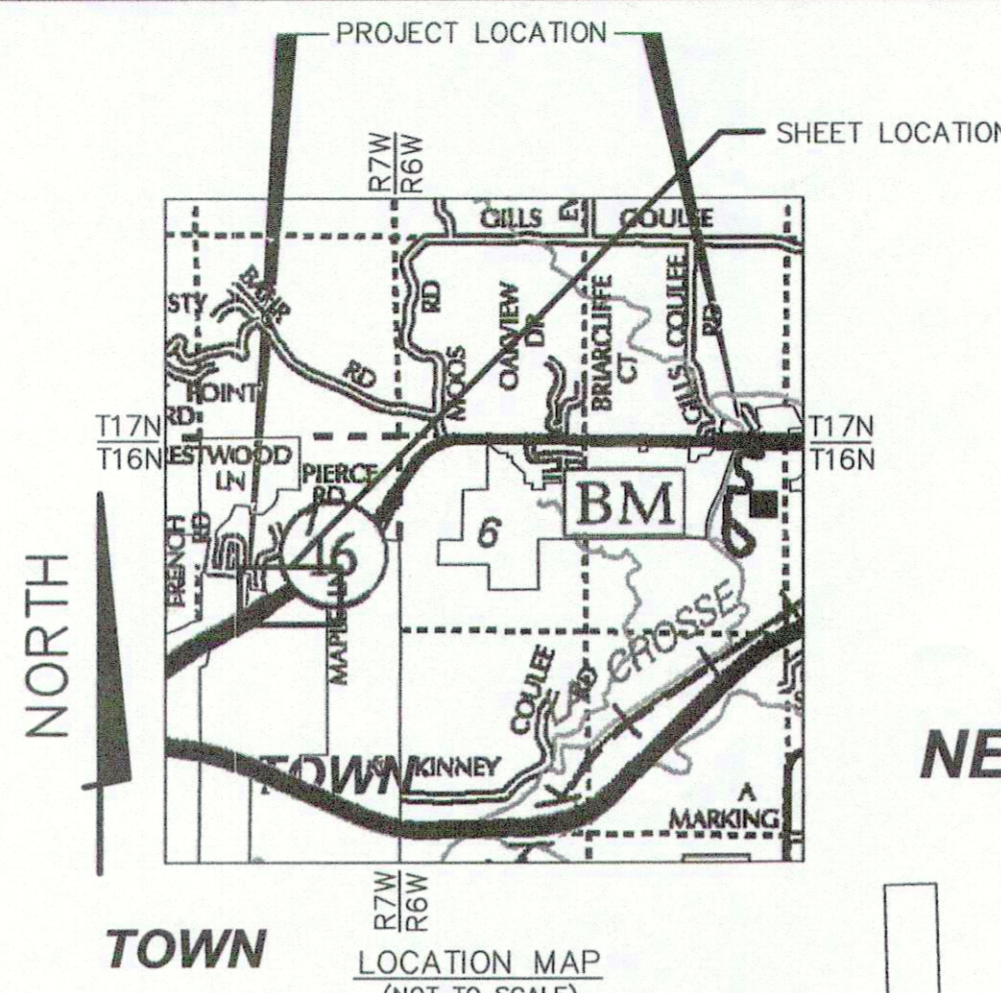 PROJECT LOCATION
SHEET LOCATION
R7W
R6W
GILLS COULEE
BAHR
RD
STY
POINT
RD
RD
MOOS
OAKVIEW
DR
BRIARCLIFFE
CT
GILLS COULEE
RD
T17N
T16N
T17N
T16N
ESTWOOD
LN
PIERCE
RD
BM
6
16
FRENCH
RD
MAPLE
NORTH
CROSSE
COULEE
RD
NE
TOWN
KINNEY
MARKING
R7W
R6W
TOWN
LOCATION MAP
(NOT TO SCALE)